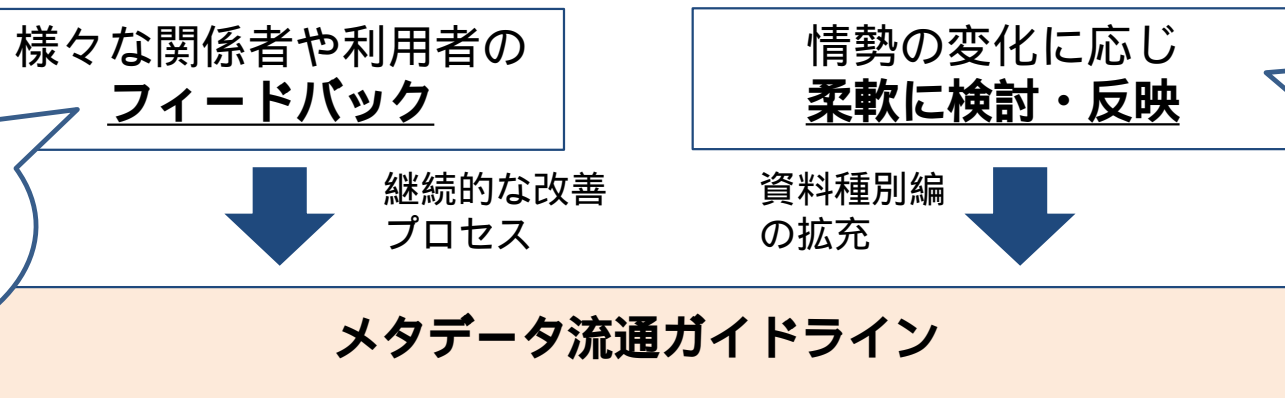 様々な関係者や利用者の
フィードバック
情勢の変化に応じ
柔軟に検討・反映
継続的な改善
プロセス
資料種別編
の拡充
メタデータ流通ガイドライン